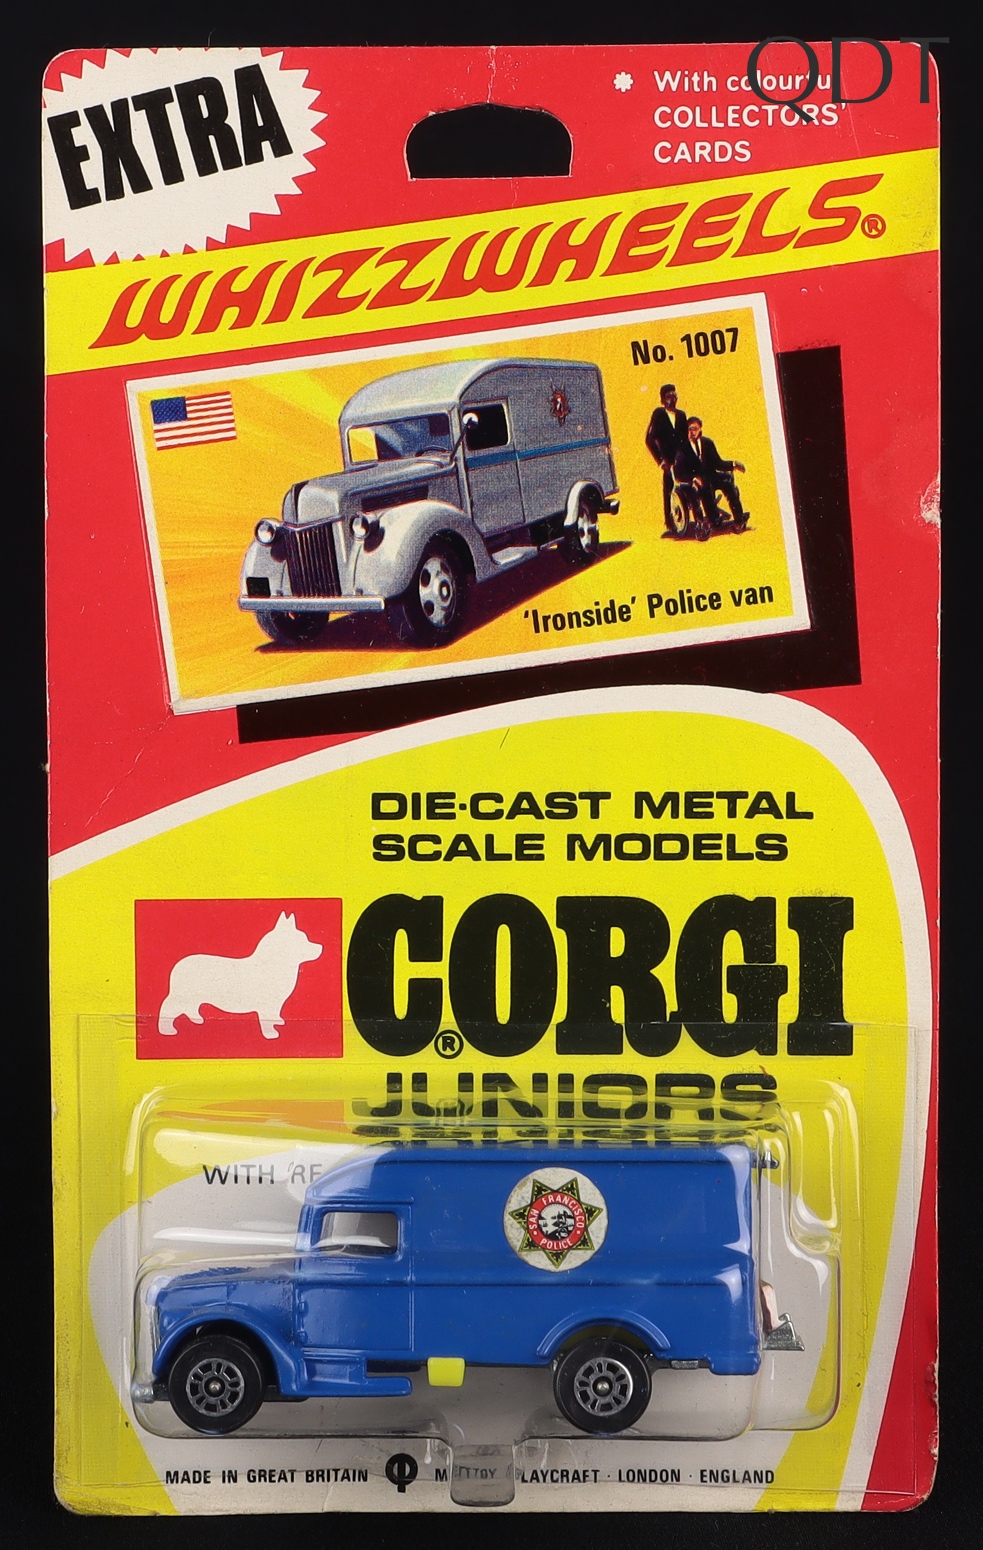 QDT
EXTRA
With colourful
COLLECTORS'
CARDS
WHIZZWHEELS®
No. 1007
'Ironside' Police van
DIE-CAST METAL
SCALE MODELS
CORGI®
JUNIORS
WITH
SAN FRANCISCO
POLICE
MADE IN GREAT BRITAIN METTOY PLAYCRAFT · LONDON · ENGLAND